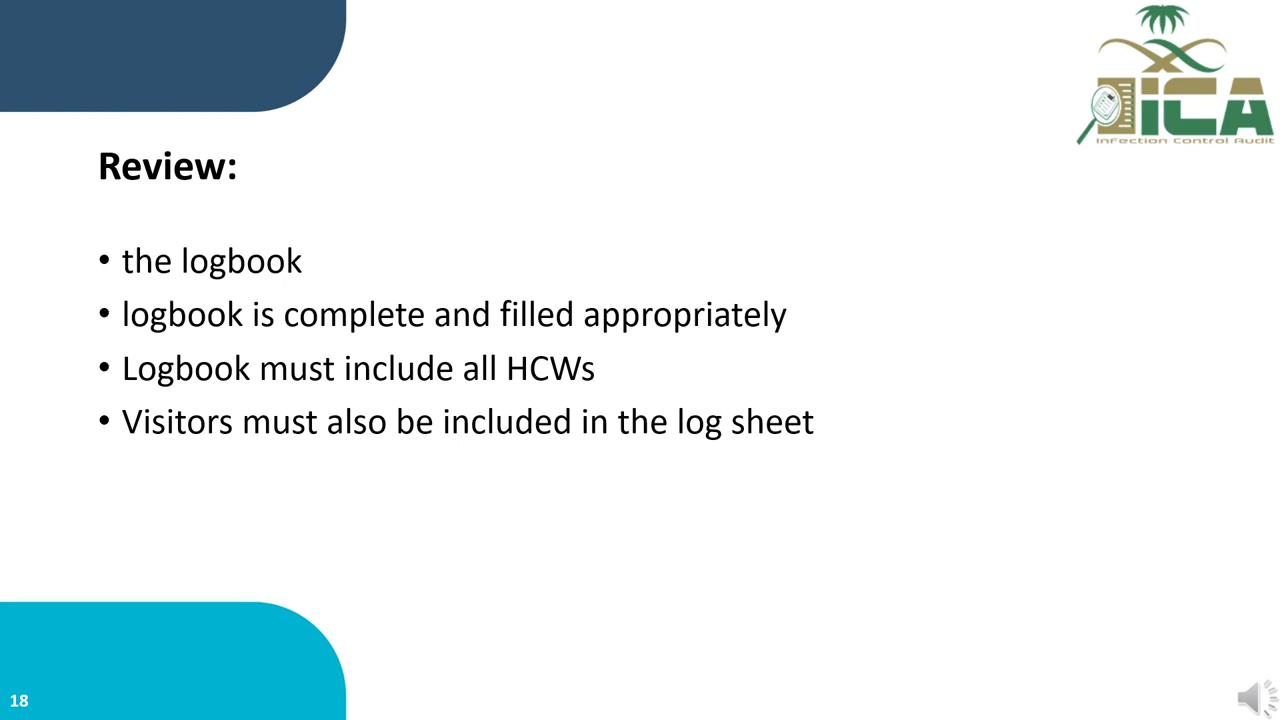 iCA
Infection Control Audit
Review:
• the logbook
• logbook is complete and filled appropriately
• Logbook must include all HCWs
• Visitors must also be included in the log sheet
18